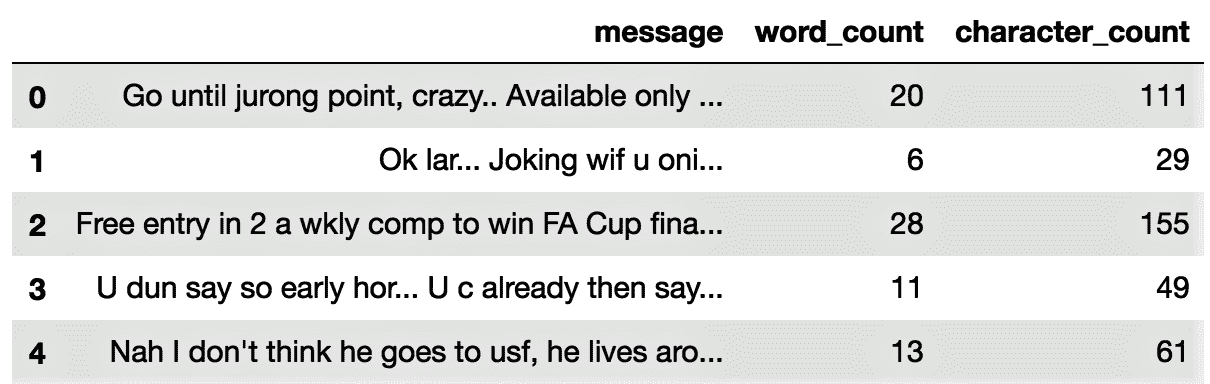 message word_count character_count
0 Go until jurong point, crazy.. Available only ... 20 111
1 Ok lar... Joking wif u oni... 6 29
2 Free entry in 2 a wkly comp to win FA Cup fina... 28 155
3 U dun say so early hor... U c already then say... 11 49
4 Nah I don't think he goes to usf, he lives aro... 13 61